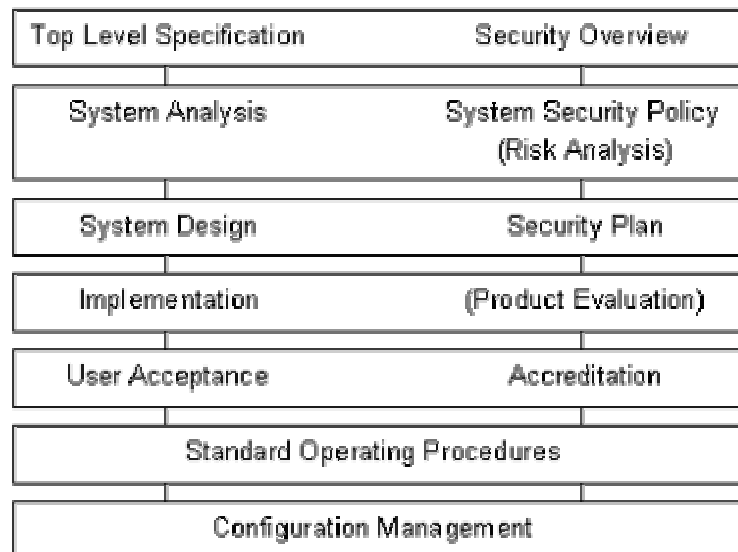 Top Level Specification Security Overview
System Analysis System Security Policy
(Risk Analysis)
System Design Security Plan
Implementation (Product Evaluation)
User Acceptance Accreditation
Standard Operating Procedures
Configuration Management